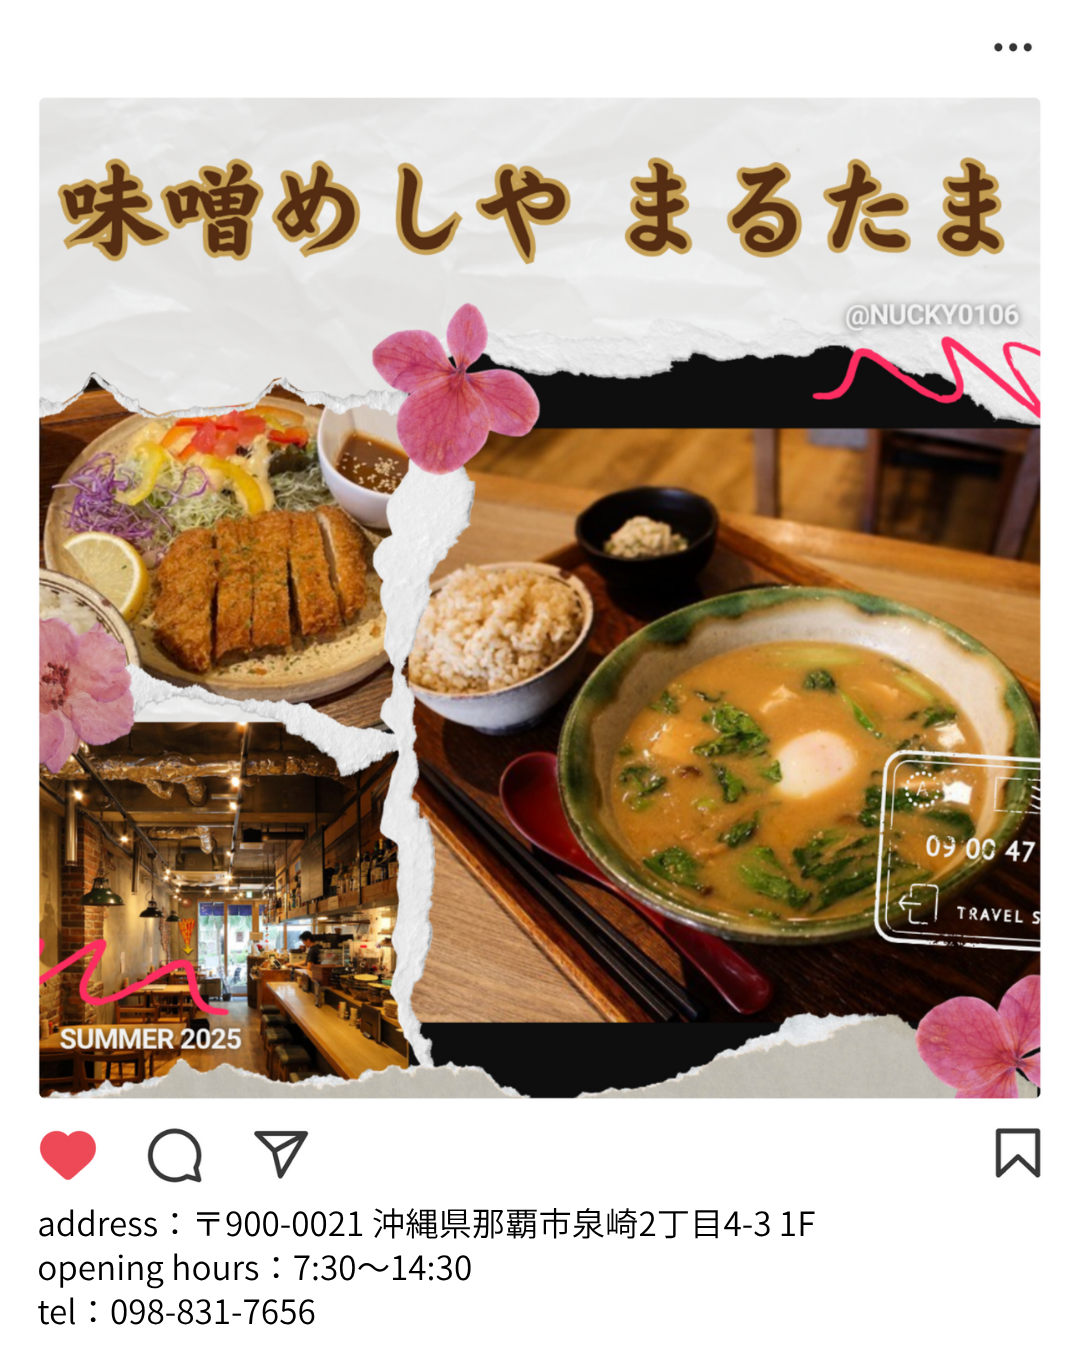 味噌めしや まるたま
@NUCKY0106
09 00 47
TRAVEL S
SUMMER 2025
address：〒900-0021 沖縄県那覇市泉崎2丁目4-3 1F
opening hours：7:30〜14:30
tel：098-831-7656